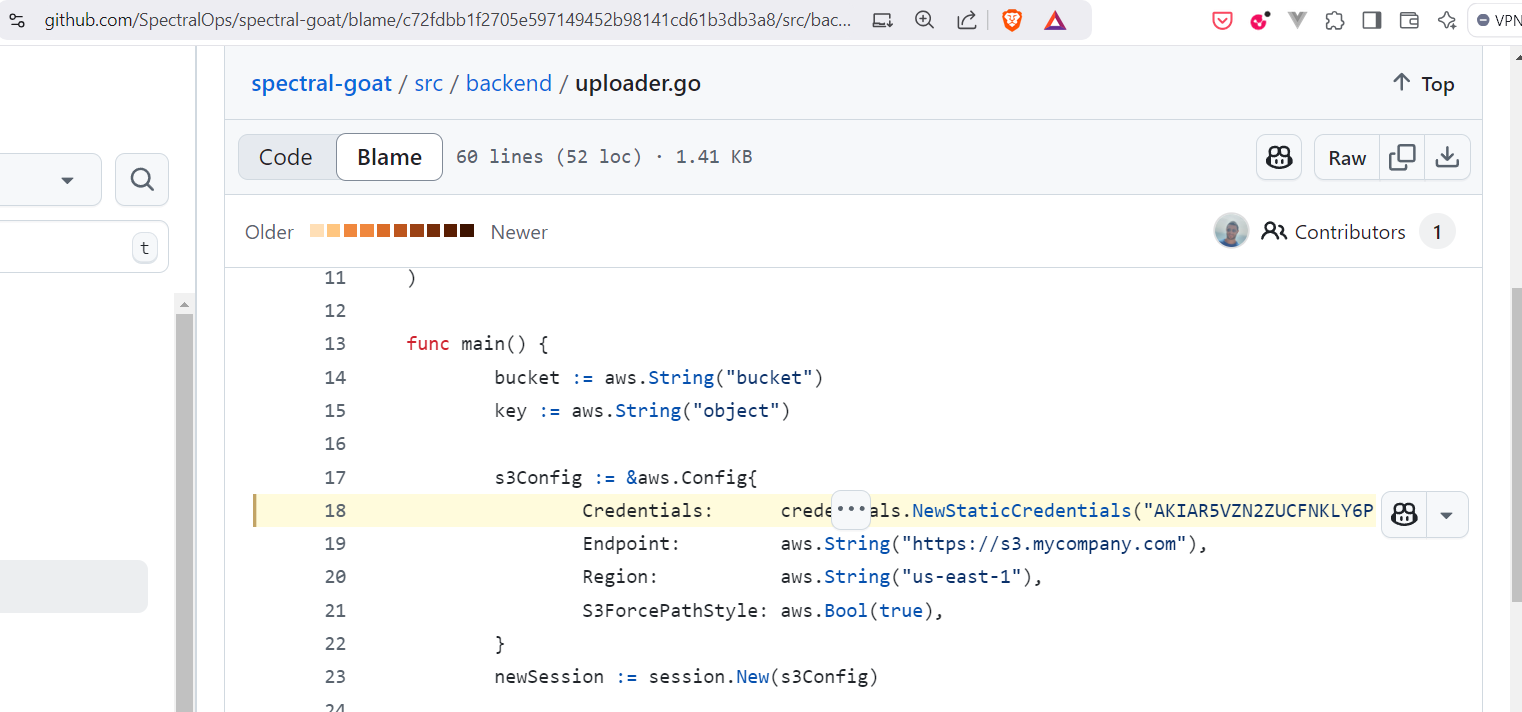 github.com/SpectralOps/spectral-goat/blame/c72fdbb1f2705e597149452b98141cd61b3db3a8/src/bac...
VPN
spectral-goat / src / backend / uploader.go
Top
Code Blame 60 lines (52 loc) · 1.41 KB
Raw
Older Newer
Contributors 1
t
11 )
12
13 func main() {
14 bucket := aws.String("bucket")
15 key := aws.String("object")
16
17 s3Config := &aws.Config{
18 Credentials: crede als.NewStaticCredentials("AKIAR5VZN2ZUCFNKLY6P
19 Endpoint: aws.String("https://s3.mycompany.com"),
20 Region: aws.String("us-east-1"),
21 S3ForcePathStyle: aws.Bool(true),
22 }
23 newSession := session.New(s3Config)
24